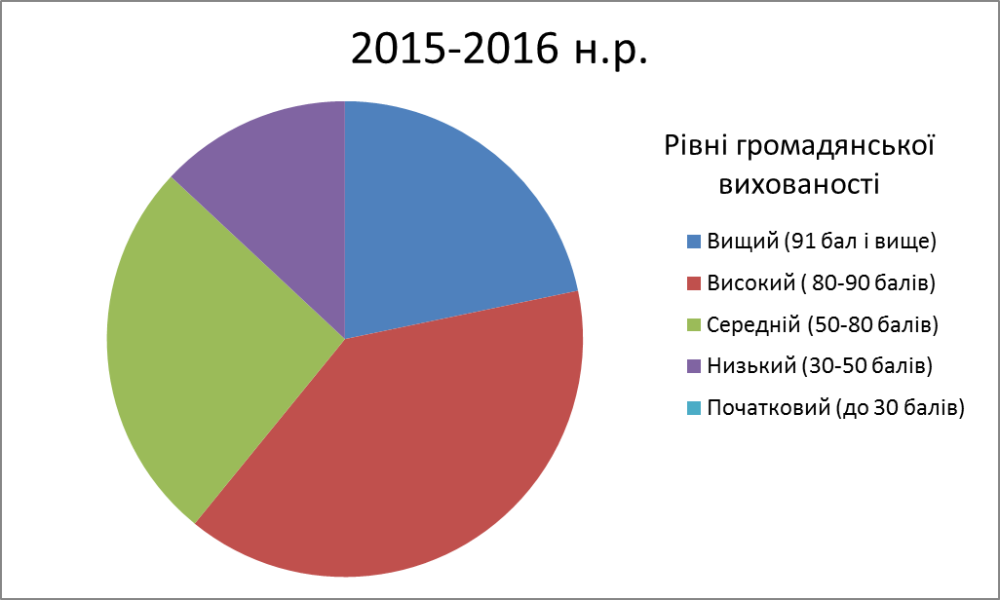 2015-2016 н.р.
Рівні громадянської
вихованості
Вищий (91 бал і вище)
Високий ( 80-90 балів)
Середній (50-80 балів)
Низький (30-50 балів)
Початковий (до 30 балів)